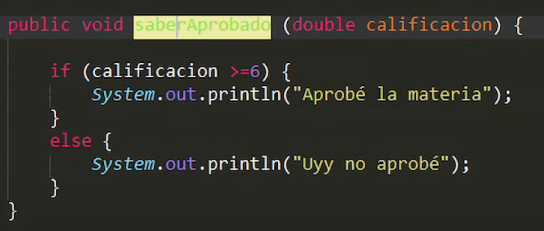 public void saberAprobado (double calificacion) {
if (calificacion >=6) {
System.out.println("Aprobé la materia");
}
else {
System.out.println("Uyy no aprobé");
}
}